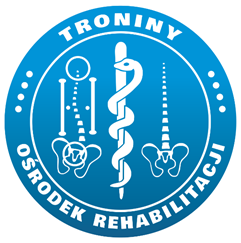 TRONINY
OŚRODEK REHABILITACJI